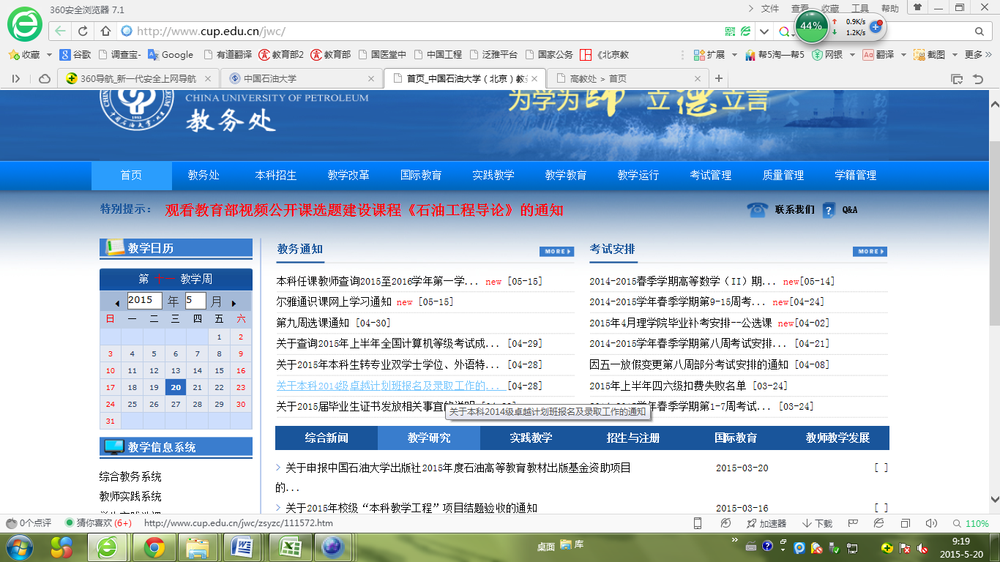 360安全浏览器 7.1
文件 查看 收藏 工具 帮助
http://www.cup.edu.cn/jwc/
44%
0.9K/s
1.2K/s
收藏 谷歌 调查宝- Google 有道翻译 教育部2 教育部 国医堂中 中国工程 泛雅平台 国家公务 《北京教 扩展 帮5淘—帮5 网银 翻译 截图 更多
360导航_新一代安全上网导航 中国石油大学 首页_中国石油大学（北京）教务 高教处 > 首页
CHINA UNIVERSITY OF PETROLEUM
教务处
为学为師 立德立言
首页 教务处 本科招生 教学改革 国际教育 实践教学 教学教育 教学运行 考试管理 质量管理 学籍管理
特别提示： 观看教育部视频公开课选题建设课程《石油工程导论》的通知
联系我们 Q&A
教学日历
第 一 教学周
2015 年 5 月
日 一 二 三 四 五 六
1 2
3 4 5 6 7 8 9
10 11 12 13 14 15 16
17 18 19 20 21 22 23
24 25 26 27 28 29 30
31
教学信息系统
综合教务系统
教师实践系统
教务通知 MORE
本科任课教师查询2015至2016学年第一学... new [05-15]
尔雅通识课网上学习通知 new [05-15]
第九周选课通知 [04-30]
关于查询2015年上半年全国计算机等级考试成... [04-29]
关于2015年本科生转专业双学士学位、外语特... [04-28]
关于本科2014级卓越计划班报名及录取工作的... [04-28]
关于2015届毕业生证书发放相关事宜的说明
关于本科2014级卓越计划班报名及录取工作的通知
考试安排 MORE
2014-2015春季学期高等数学（II）期... new[05-14]
2014-2015学年春季学期第9-15周考... new[04-24]
2015年4月理学院毕业补考安排--公选课 new[04-02]
2014-2015学年春季学期第八周考试安排... [04-21]
因五一放假变更第八周部分考试安排的通知 [04-08]
2015年上半年四六级扣费失败名单 [03-24]
2014-2015学年春季学期第1-7周考试... [03-24]
综合新闻 教学研究 实践教学 招生与注册 国际教育 教师教学发展
> 关于申报中国石油大学出版社2015年度石油高等教育教材出版基金资助项目 2015-03-20 [ ]
的...
> 关于2015年校级“本科教学工程”项目结题验收的通知 2015-03-16 [ ]
0个点评 猜你喜欢 (6+) http://www.cup.edu.cn/jwc/zsyzc/111572.htm 加速器 下载 110%
桌面 库
9:19
2015-5-20